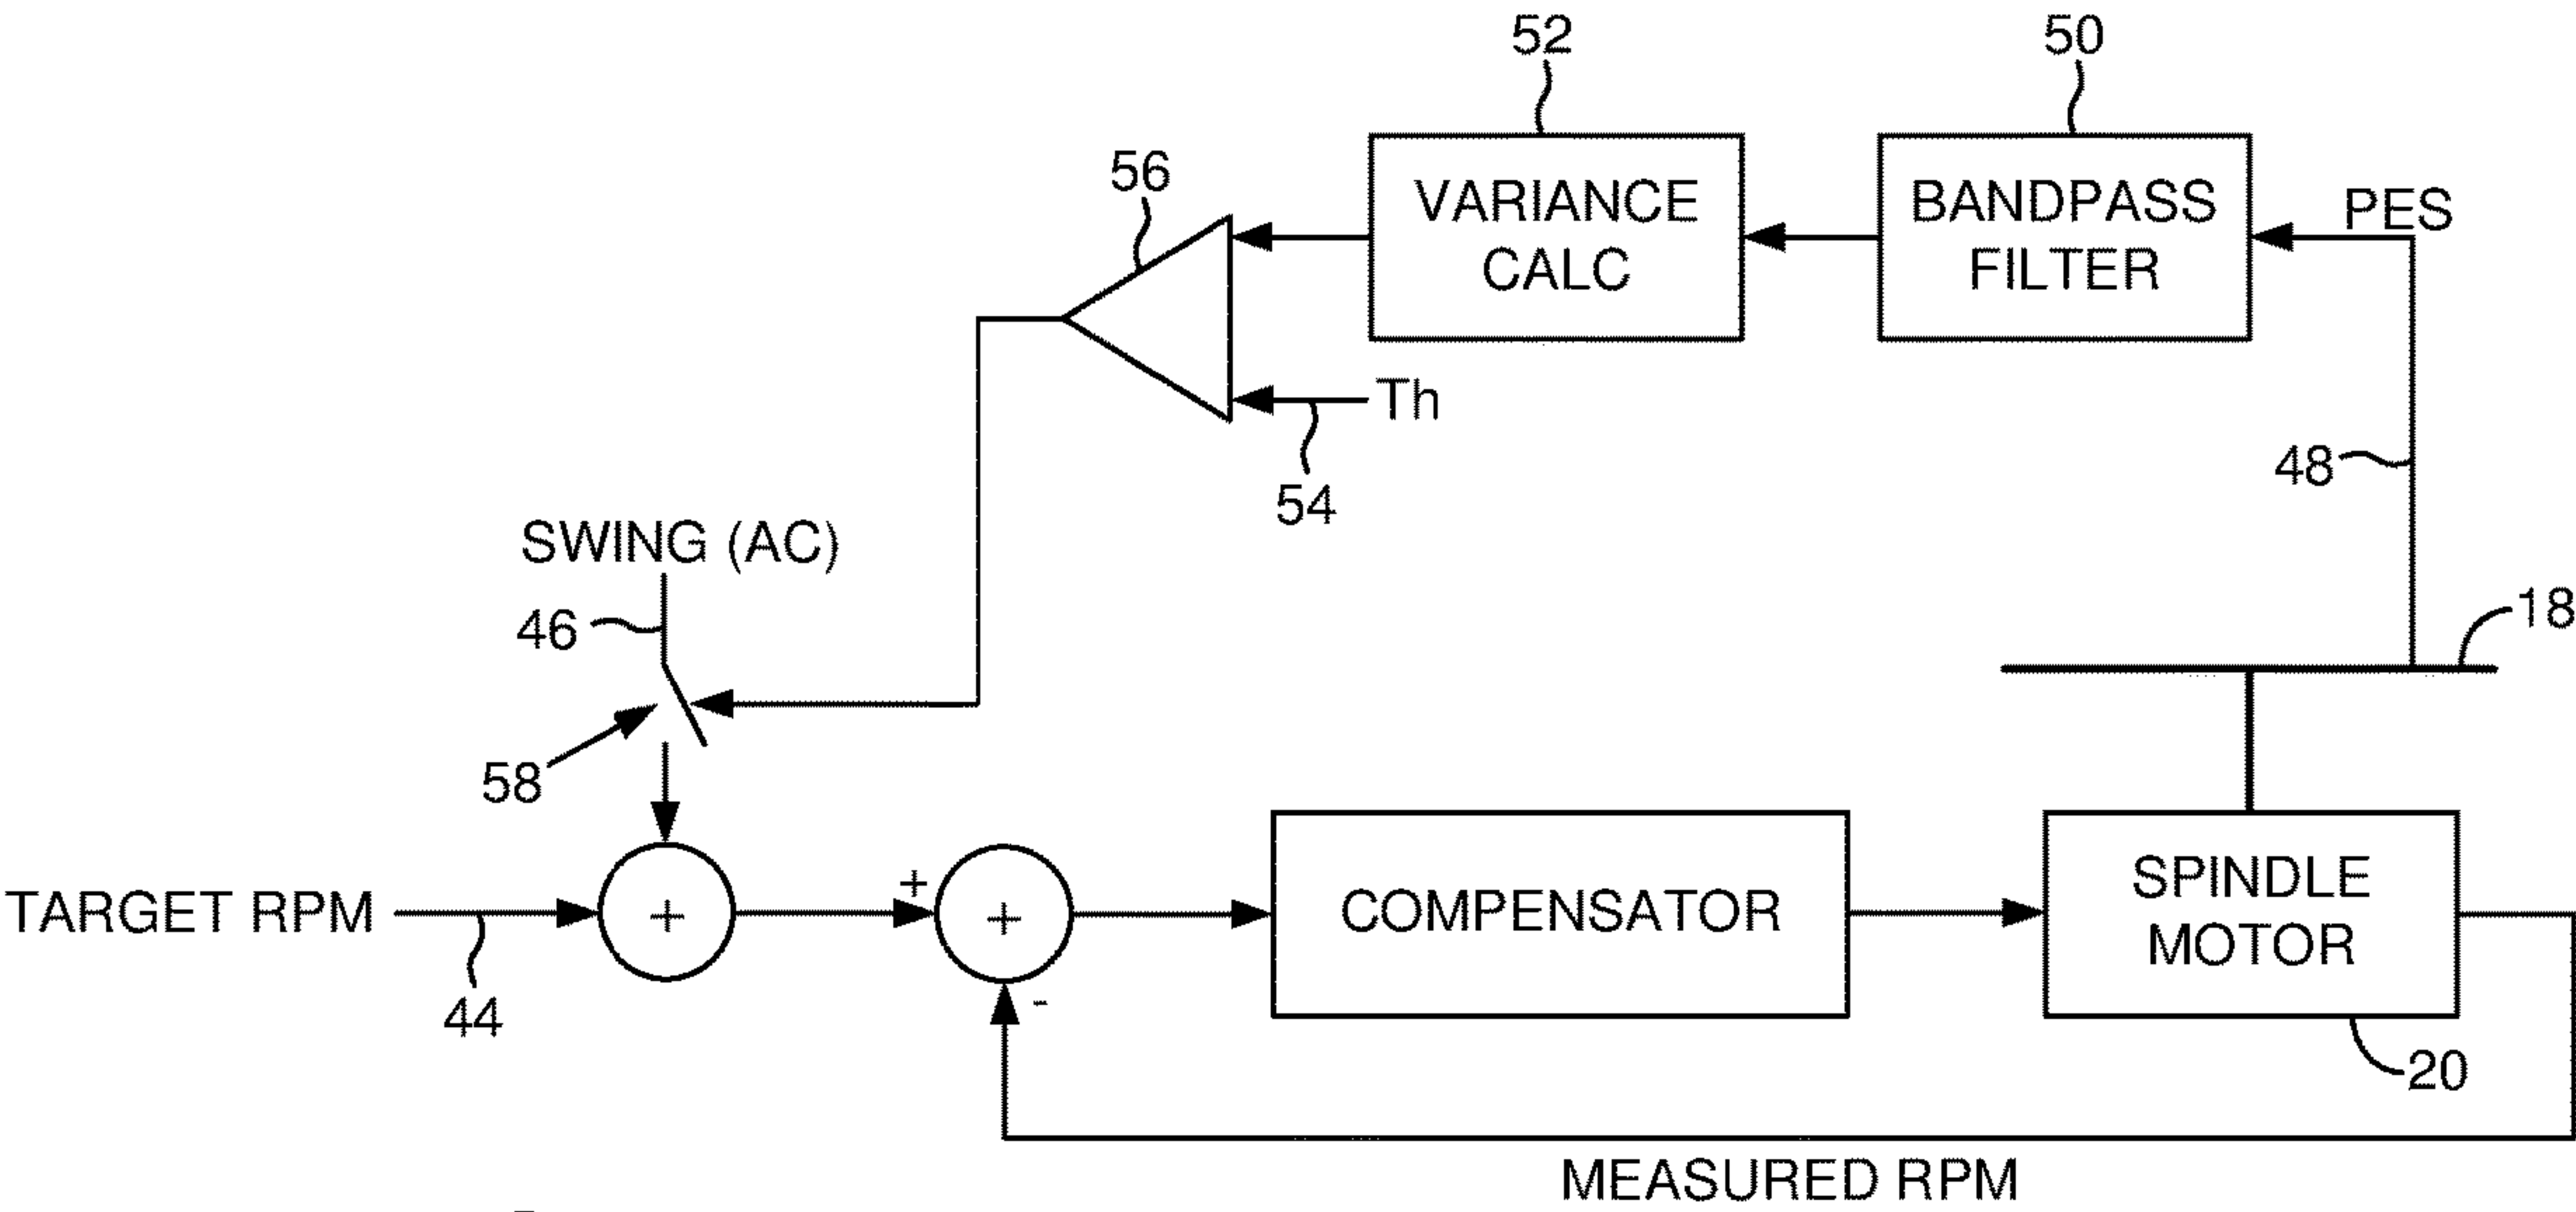 52
50
56
VARIANCE
CALC
BANDPASS
FILTER
PES
Th
54
48
SWING (AC)
46
18
58
TARGET RPM
44
+
+
+
-
COMPENSATOR
SPINDLE
MOTOR
20
MEASURED RPM